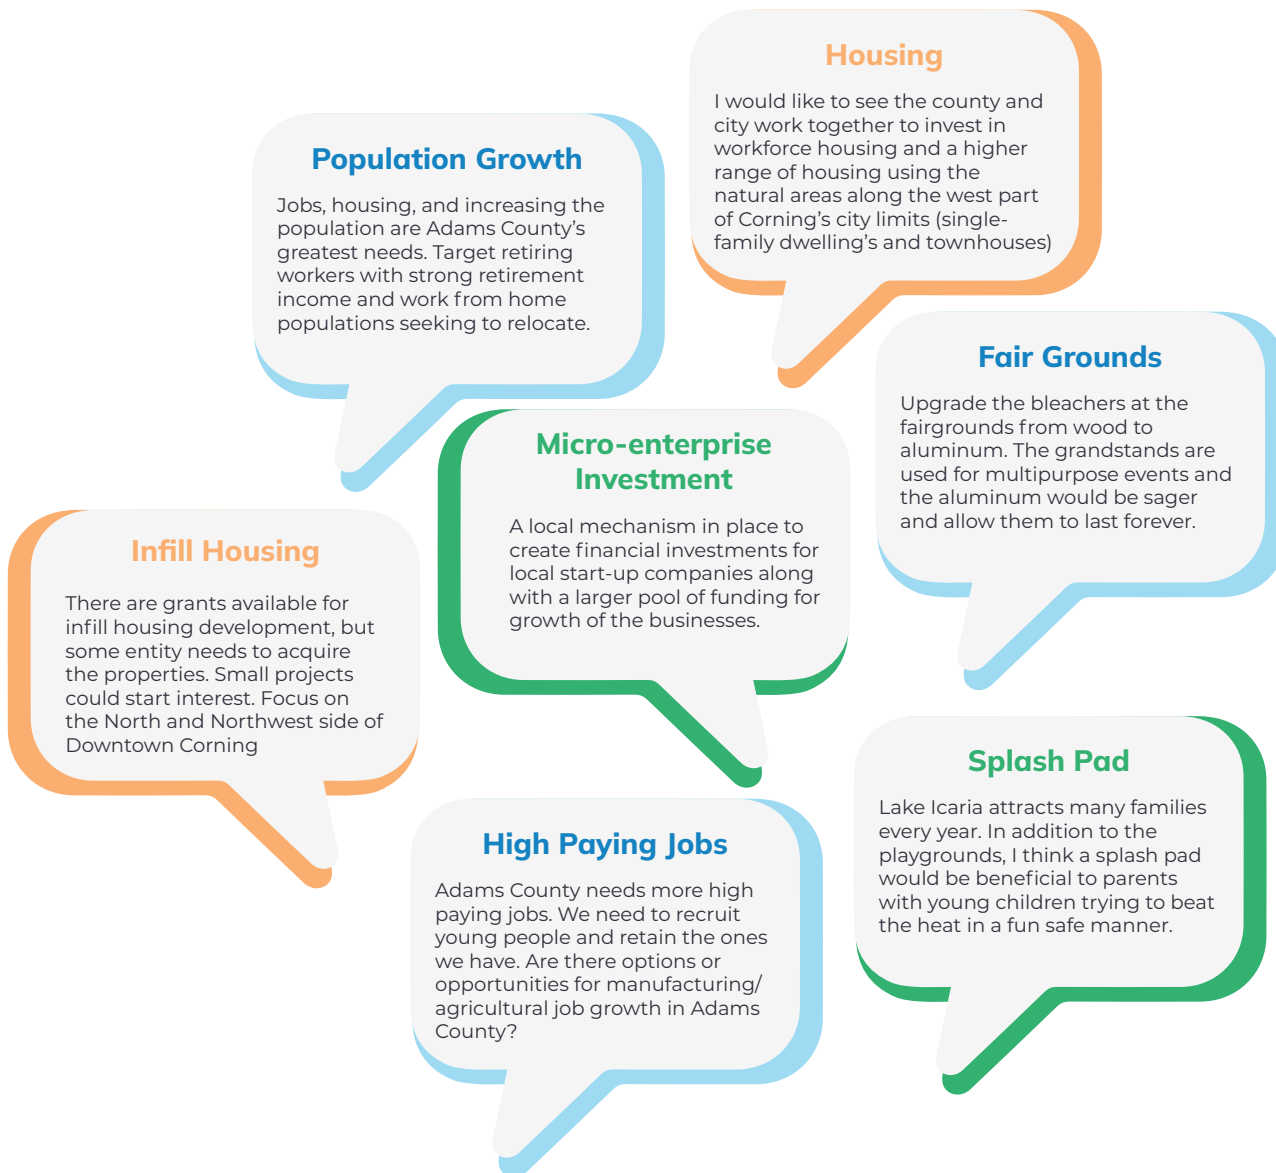 Housing
I would like to see the county and
city work together to invest in
workforce housing and a higher
range of housing using the
natural areas along the west part
of Corning's city limits (single-
family dwelling's and townhouses)
Population Growth
Jobs, housing, and increasing the
population are Adams County's
greatest needs. Target retiring
workers with strong retirement
income and work from home
populations seeking to relocate.
Fair Grounds
Upgrade the bleachers at the
fairgrounds from wood to
aluminum. The grandstands are
used for multipurpose events and
the aluminum would be sager
and allow them to last forever.
Micro-enterprise
Investment
A local mechanism in place to
create financial investments for
local start-up companies along
with a larger pool of funding for
growth of the businesses.
Infill Housing
There are grants available for
infill housing development, but
some entity needs to acquire
the properties. Small projects
could start interest. Focus on
the North and Northwest side of
Downtown Corning
Splash Pad
Lake Icaria attracts many families
every year. In addition to the
playgrounds, I think a splash pad
would be beneficial to parents
with young children trying to beat
the heat in a fun safe manner.
High Paying Jobs
Adams County needs more high
paying jobs. We need to recruit
young people and retain the ones
we have. Are there options or
opportunities for manufacturing/
agricultural job growth in Adams
County?